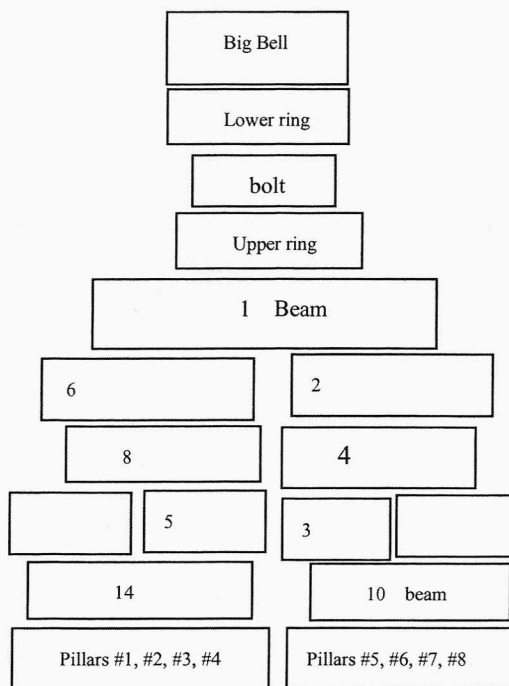 Big Bell
Lower ring
bolt
Upper ring
1 Beam
6
2
8
4
5
3
14
10 beam
Pillars #1, #2, #3, #4
Pillars #5, #6, #7, #8